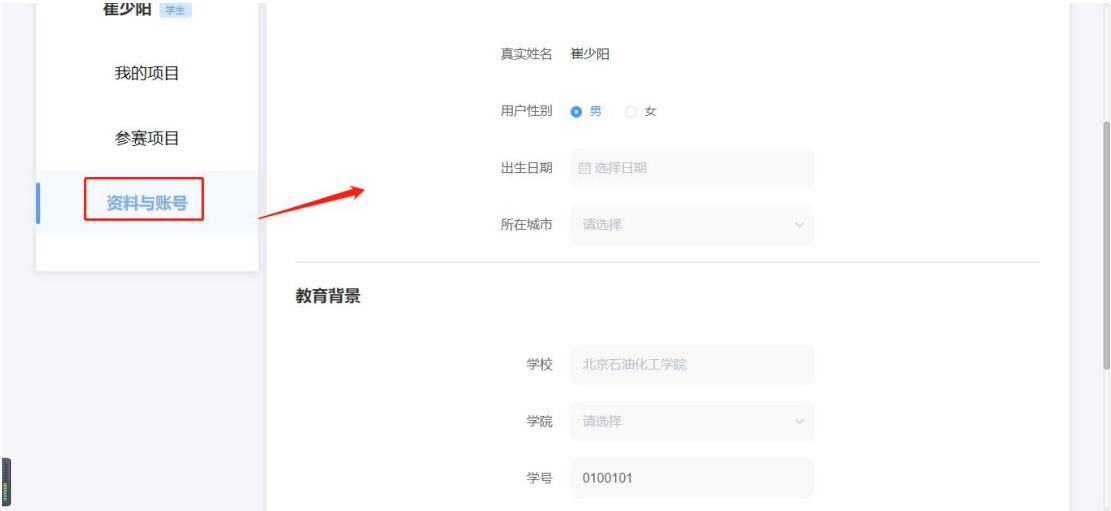 崔少阳 学生
我的项目
参赛项目
资料与账号
真实姓名 崔少阳
用户性别 男 女
出生日期 选择日期
所在城市 请选择
教育背景
学校 北京石油化工学院
学院 请选择
学号 0100101